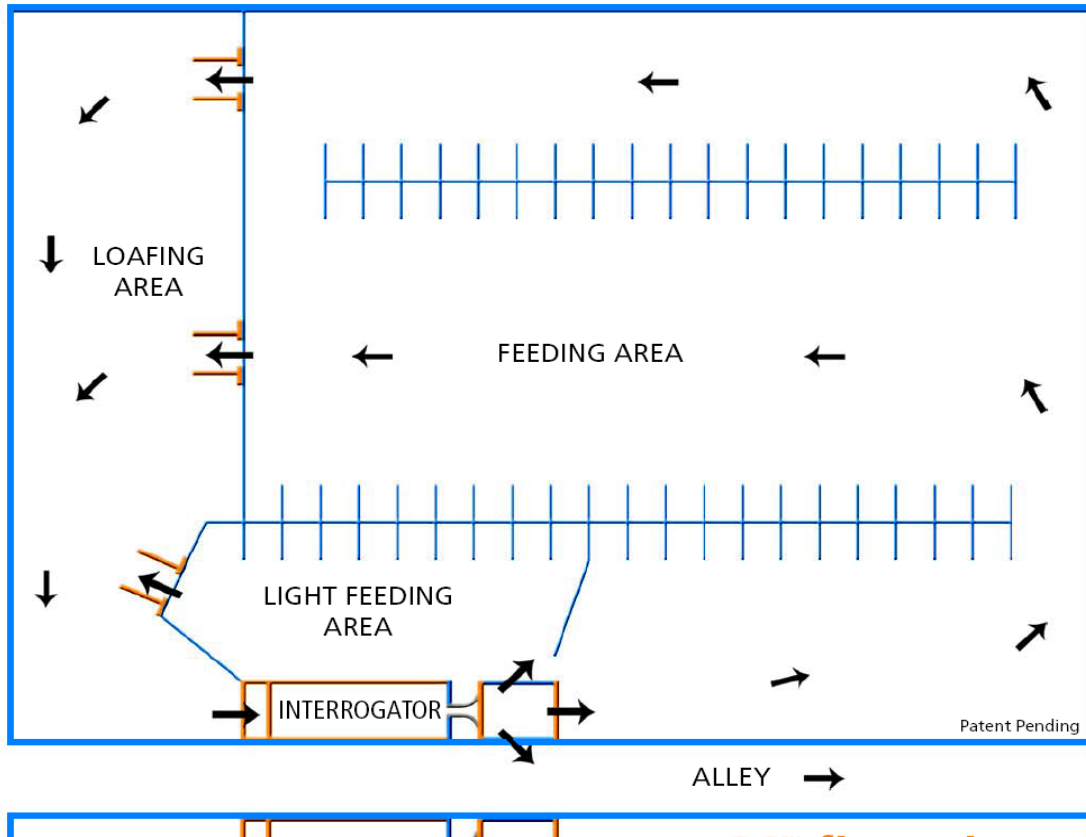 LOAFING
AREA
FEEDING AREA
LIGHT FEEDING
AREA
INTERROGATOR
Patent Pending
ALLEY